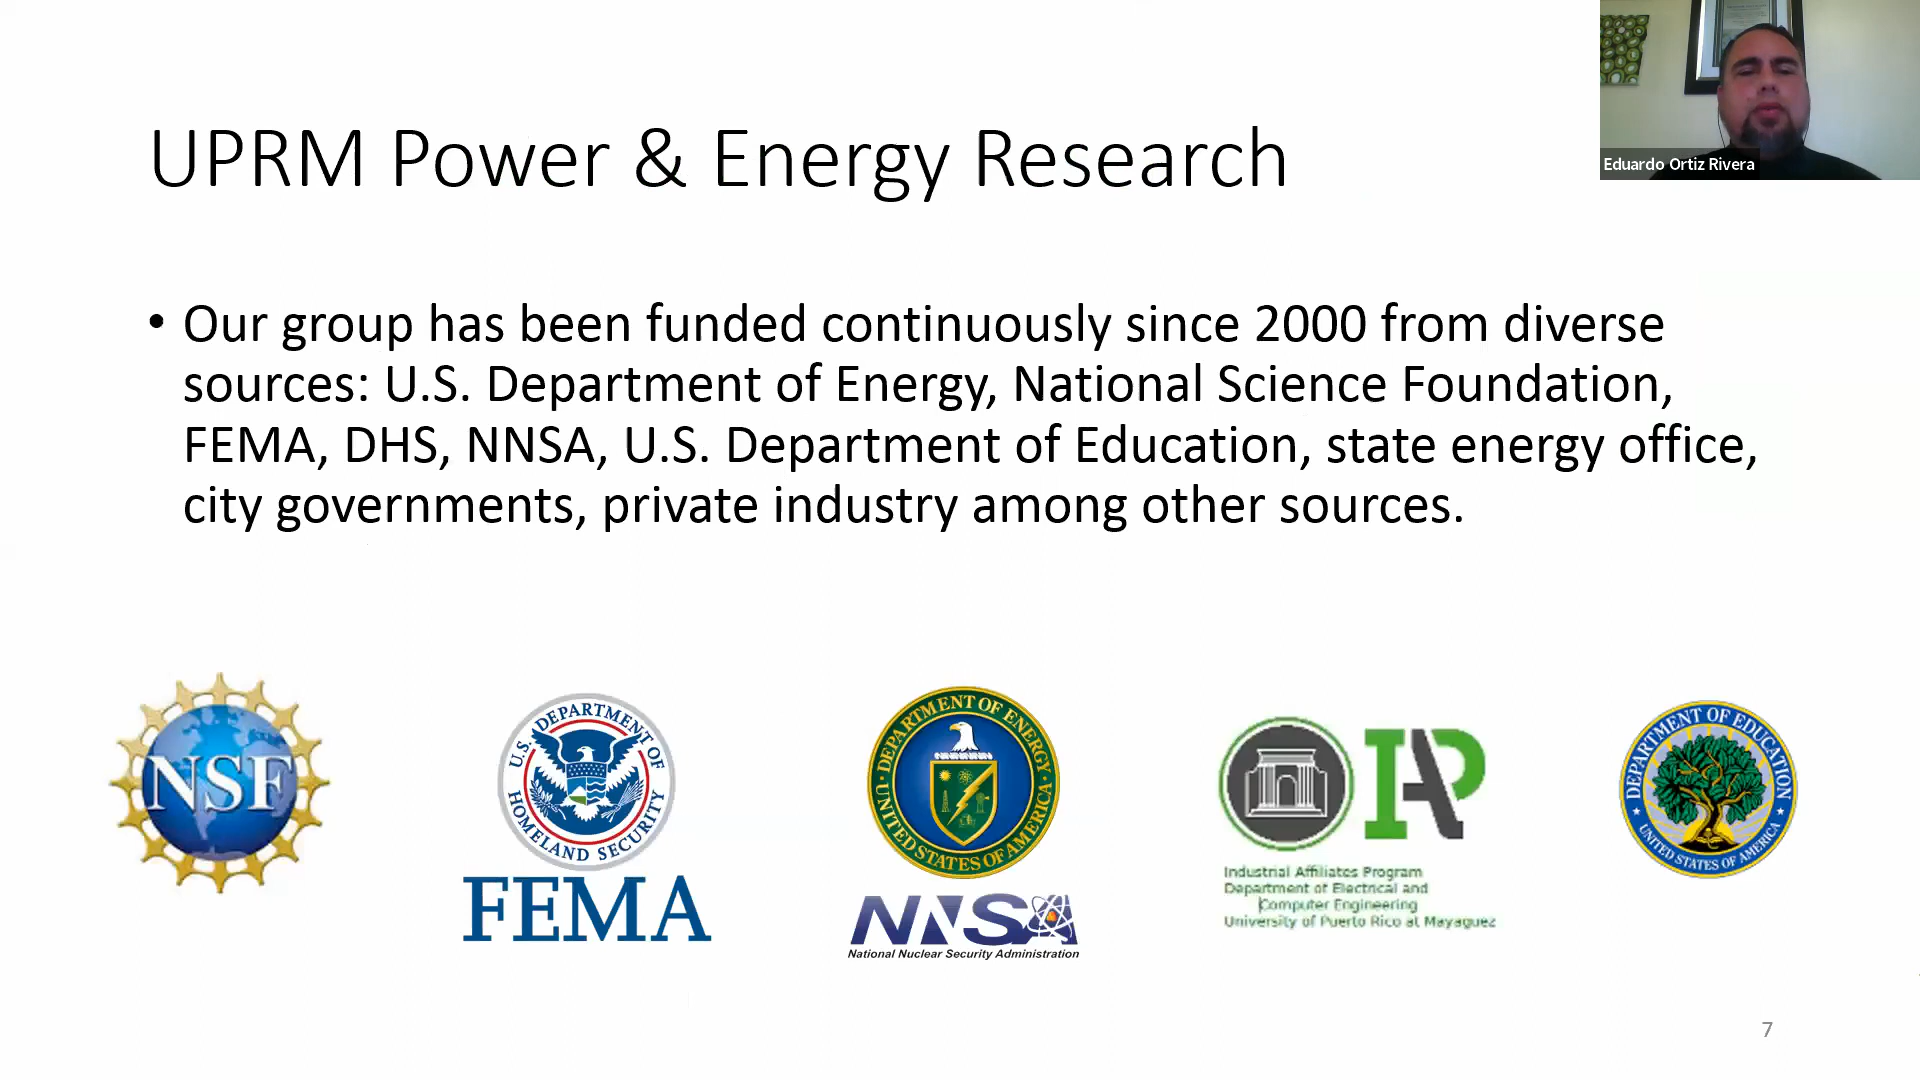 UPRM Power & Energy Research
Eduardo Ortiz Rivera
• Our group has been funded continuously since 2000 from diverse
sources: U.S. Department of Energy, National Science Foundation,
FEMA, DHS, NNSA, U.S. Department of Education, state energy office,
city governments, private industry among other sources.
NSF
U.S. DEPARTMENT OF
HOMELAND SECURITY
FEMA
DEPARTMENT OF ENERGY
UNITED STATES OF AMERICA
NNSA
National Nuclear Security Administration
IAP
Industrial Affiliates Program
Department of Electrical and
Computer Engineering
University of Puerto Rico at Mayaguez
DEPARTMENT OF EDUCATION
UNITED STATES OF AMERICA
7